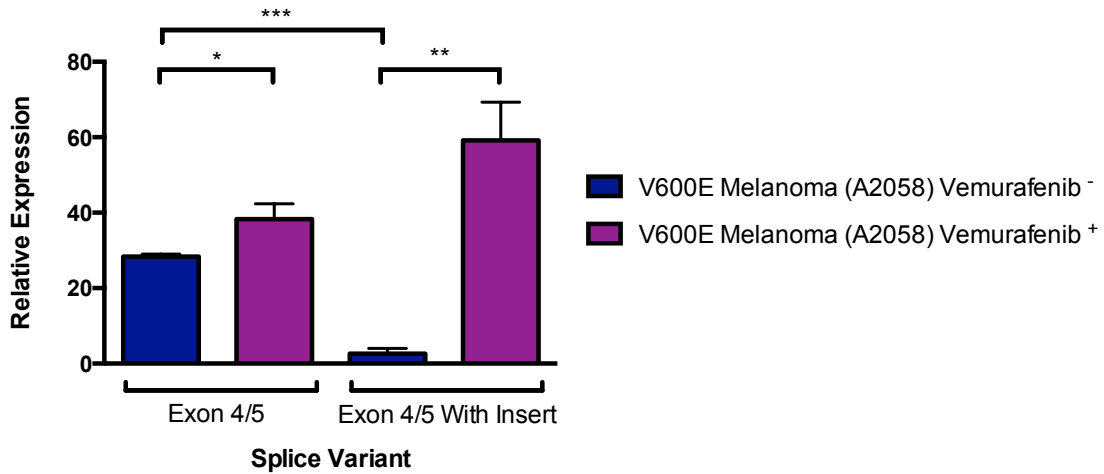 ***
* **
80
60
40
20
0
Relative Expression
Exon 4/5 Exon 4/5 With Insert
Splice Variant
V600E Melanoma (A2058) Vemurafenib -
V600E Melanoma (A2058) Vemurafenib +